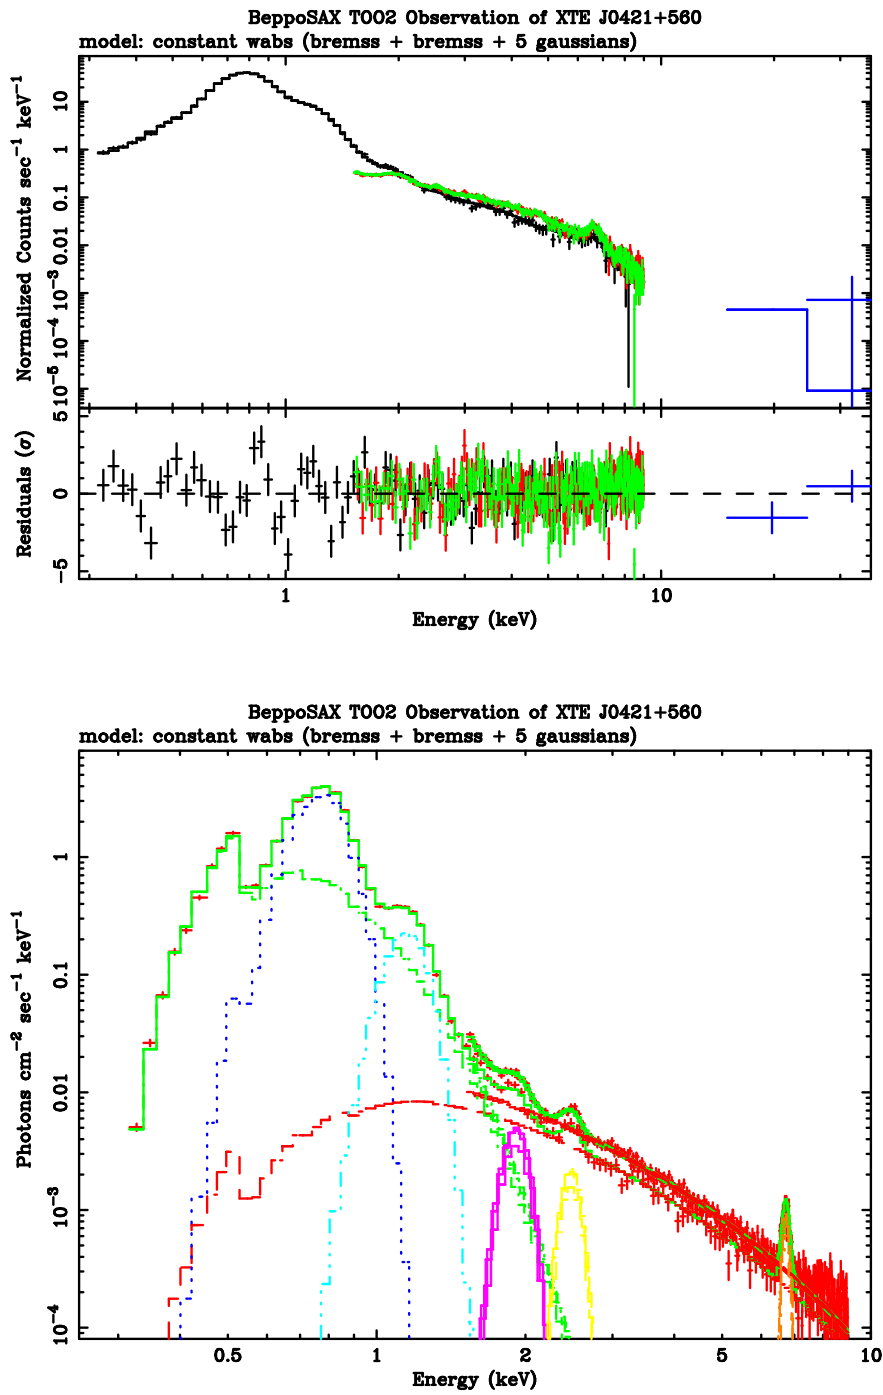 BeppoSAX TOO2 Observation of XTE J0421+560
model: constant wabs (bremss + bremss + 5 gaussians)
Normalized Counts sec⁻¹ keV⁻¹
10
1
0.1
0.01
10⁻³
10⁻⁴
10⁻⁵
Residuals (σ)
5
0
−5
1
10
Energy (keV)
BeppoSAX TOO2 Observation of XTE J0421+560
model: constant wabs (bremss + bremss + 5 gaussians)
Photons cm⁻² sec⁻¹ keV⁻¹
1
0.1
0.01
10⁻³
10⁻⁴
0.5
1
2
5
10
Energy (keV)